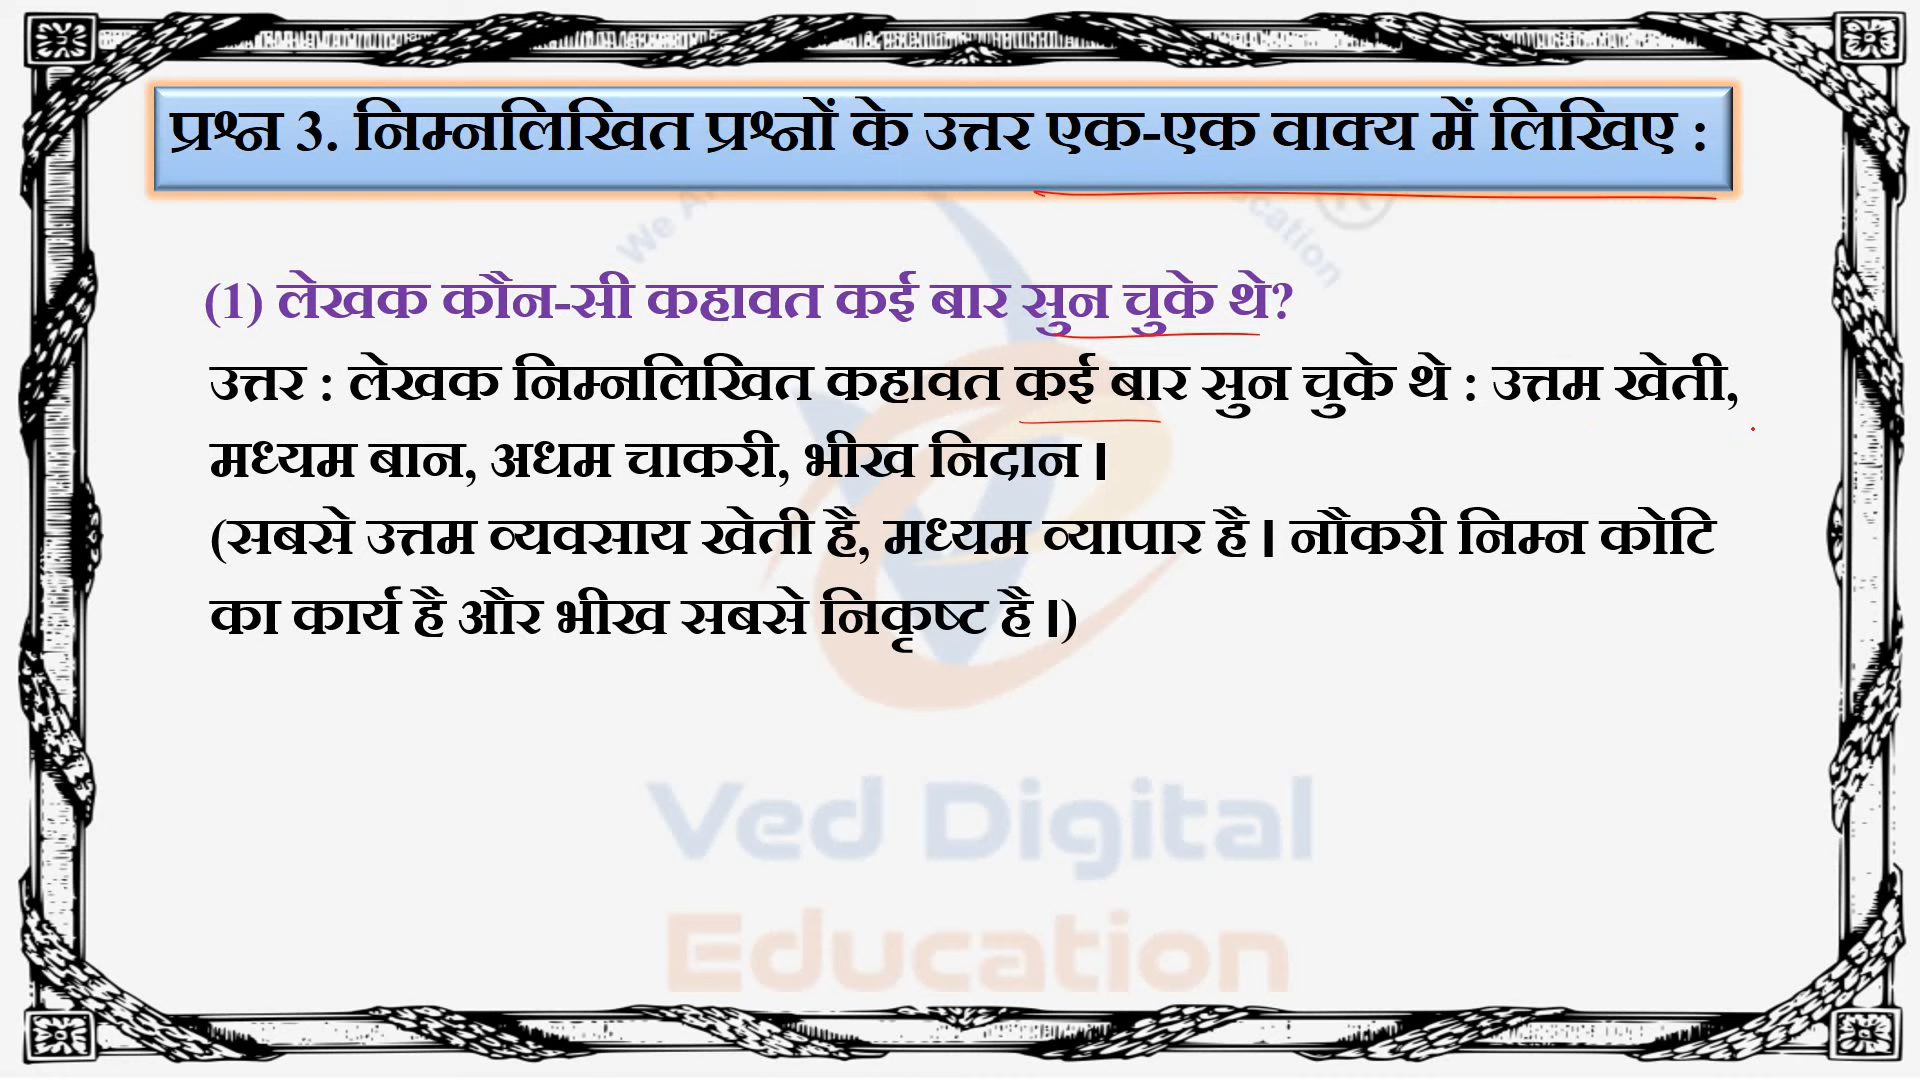 प्रश्न 3. निम्नलिखित प्रश्नों के उत्तर एक-एक वाक्य में लिखिए :
We
cation
®
(1) लेखक कौन-सी कहावत कई बार सुन चुके थे?
उत्तर : लेखक निम्नलिखित कहावत कई बार सुन चुके थे : उत्तम खेती,
मध्यम बान, अधम चाकरी, भीख निदान ।
(सबसे उत्तम व्यवसाय खेती है, मध्यम व्यापार है । नौकरी निम्न कोटि
का कार्य है और भीख सबसे निकृष्ट है ।)
Ved Digital
Education